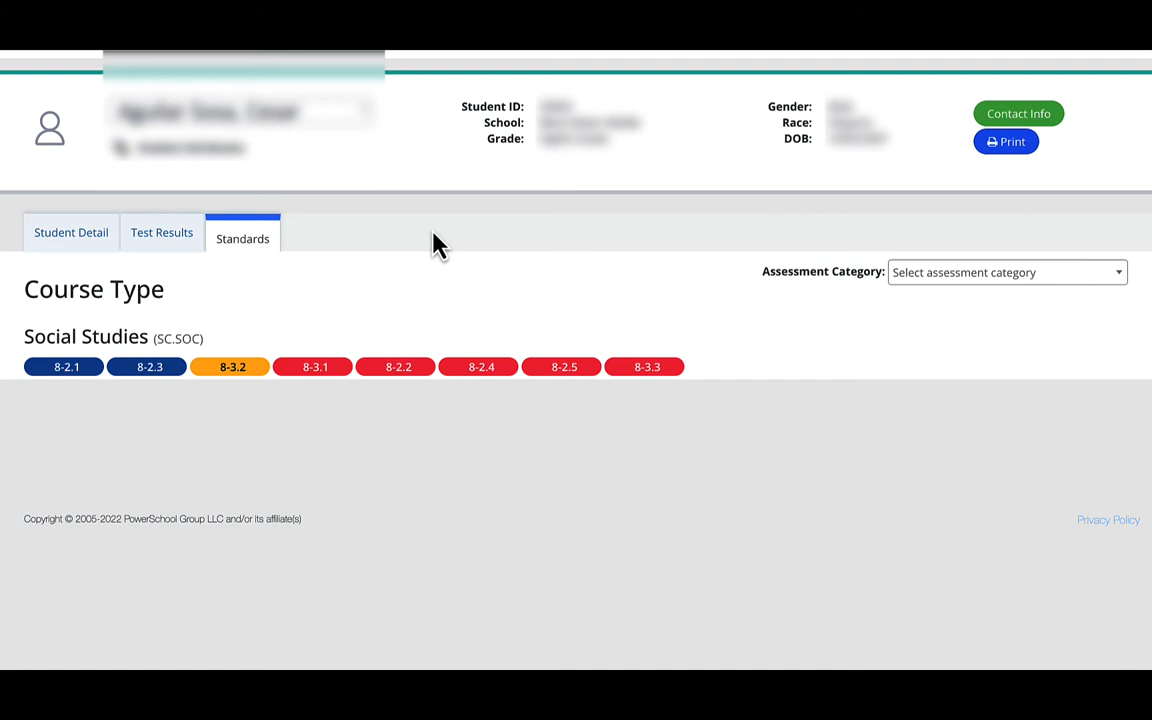 Student ID:
School:
Grade:
Gender:
Race:
DOB:
Contact Info
Print
Student Detail
Test Results
Standards
Assessment Category: Select assessment category
Course Type
Social Studies (SC.SOC)
8-2.1 8-2.3 8-3.2 8-3.1 8-2.2 8-2.4 8-2.5 8-3.3
Copyright © 2005-2022 PowerSchool Group LLC and/or its affiliate(s)
Privacy Policy